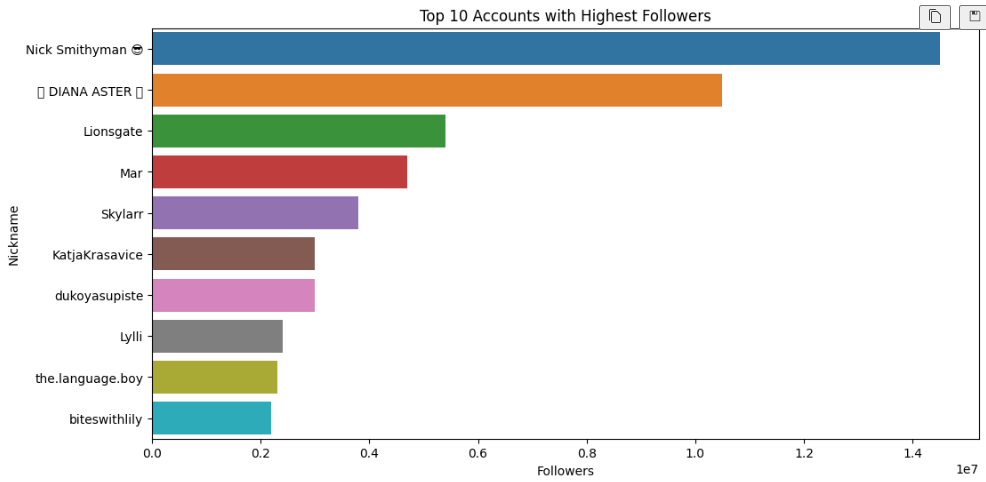 Top 10 Accounts with Highest Followers
Nick Smithyman 😎
▯ DIANA ASTER ▯
Lionsgate
Mar
Skylarr
KatjaKrasavice
dukoyasupiste
Lylli
the.language.boy
biteswithlily
Nickname
0.0 0.2 0.4 0.6 0.8 1.0 1.2 1.4
1e7
Followers